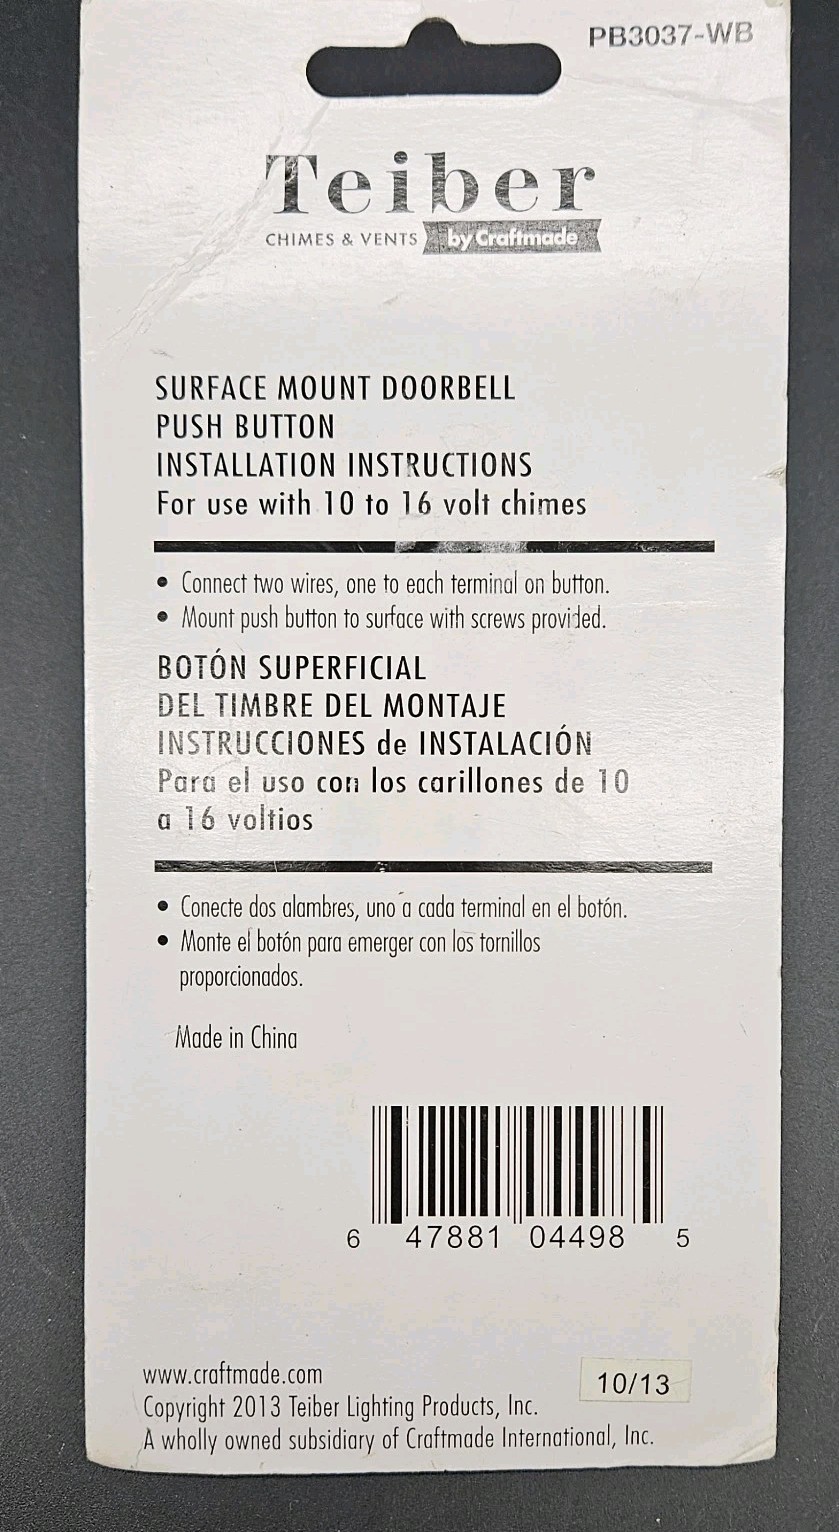 PB3037-WB
Teiber
CHIMES & VENTS by Craftmade
SURFACE MOUNT DOORBELL
PUSH BUTTON
INSTALLATION INSTRUCTIONS
For use with 10 to 16 volt chimes
• Connect two wires, one to each terminal on button.
• Mount push button to surface with screws provided.
BOTÓN SUPERFICIAL
DEL TIMBRE DEL MONTAJE
INSTRUCCIONES de INSTALACIÓN
Para el uso con los carillones de 10
a 16 voltios
• Conecte dos alambres, uno a cada terminal en el botón.
• Monte el botón para emerger con los tornillos
proporcionados.
Made in China
6 47881 04498 5
www.craftmade.com
10/13
Copyright 2013 Teiber Lighting Products, Inc.
A wholly owned subsidiary of Craftmade International, Inc.